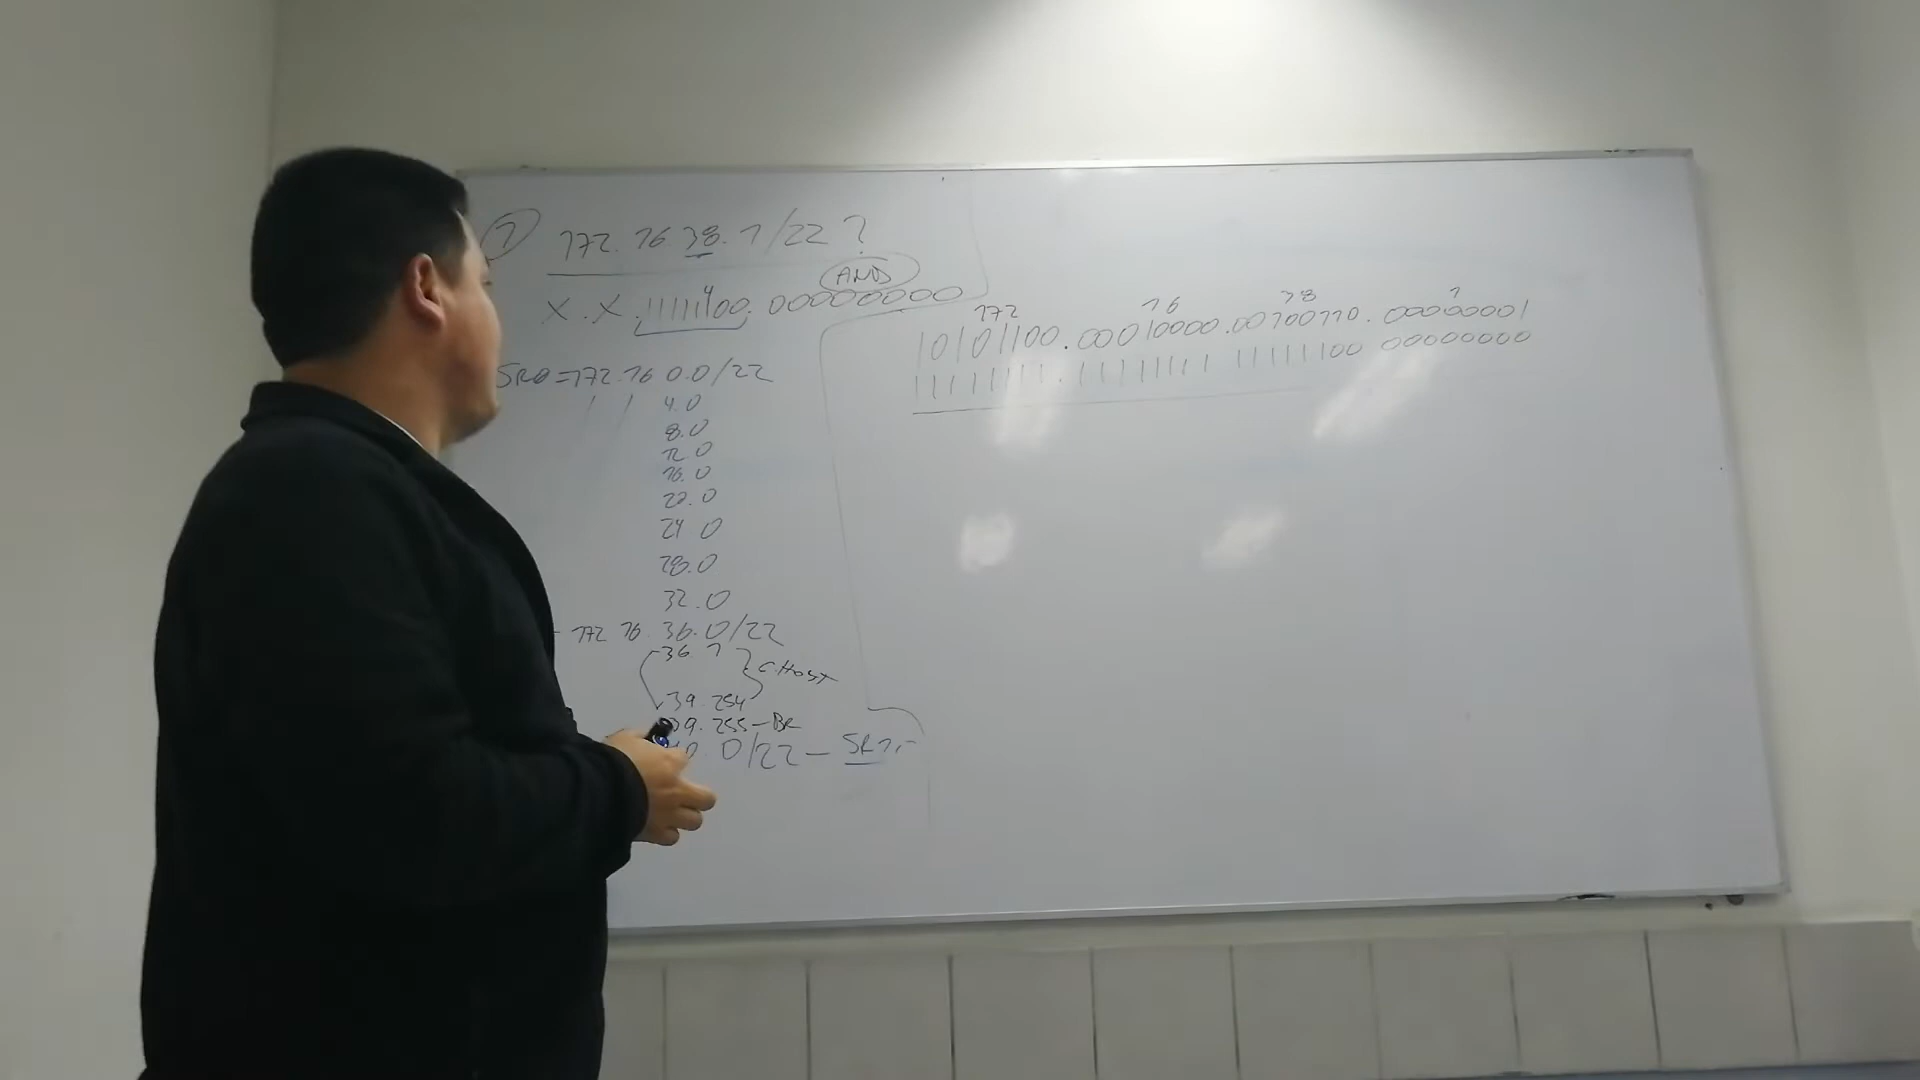 1 172.16 38.1/22 ?
AND
X.X.11111100.00000000
4
SR0=172.16 0.0/22
/ / 4.0
8.0
12 0
16.0
20.0
24 0
28.0
32.0
172 16.36.0/22
36 1
HOST
39.254
39.255-BR
0/22-
172 16 38 1
10101100.00010000.00100110.00000001
11111111.11111111 11111100 00000000